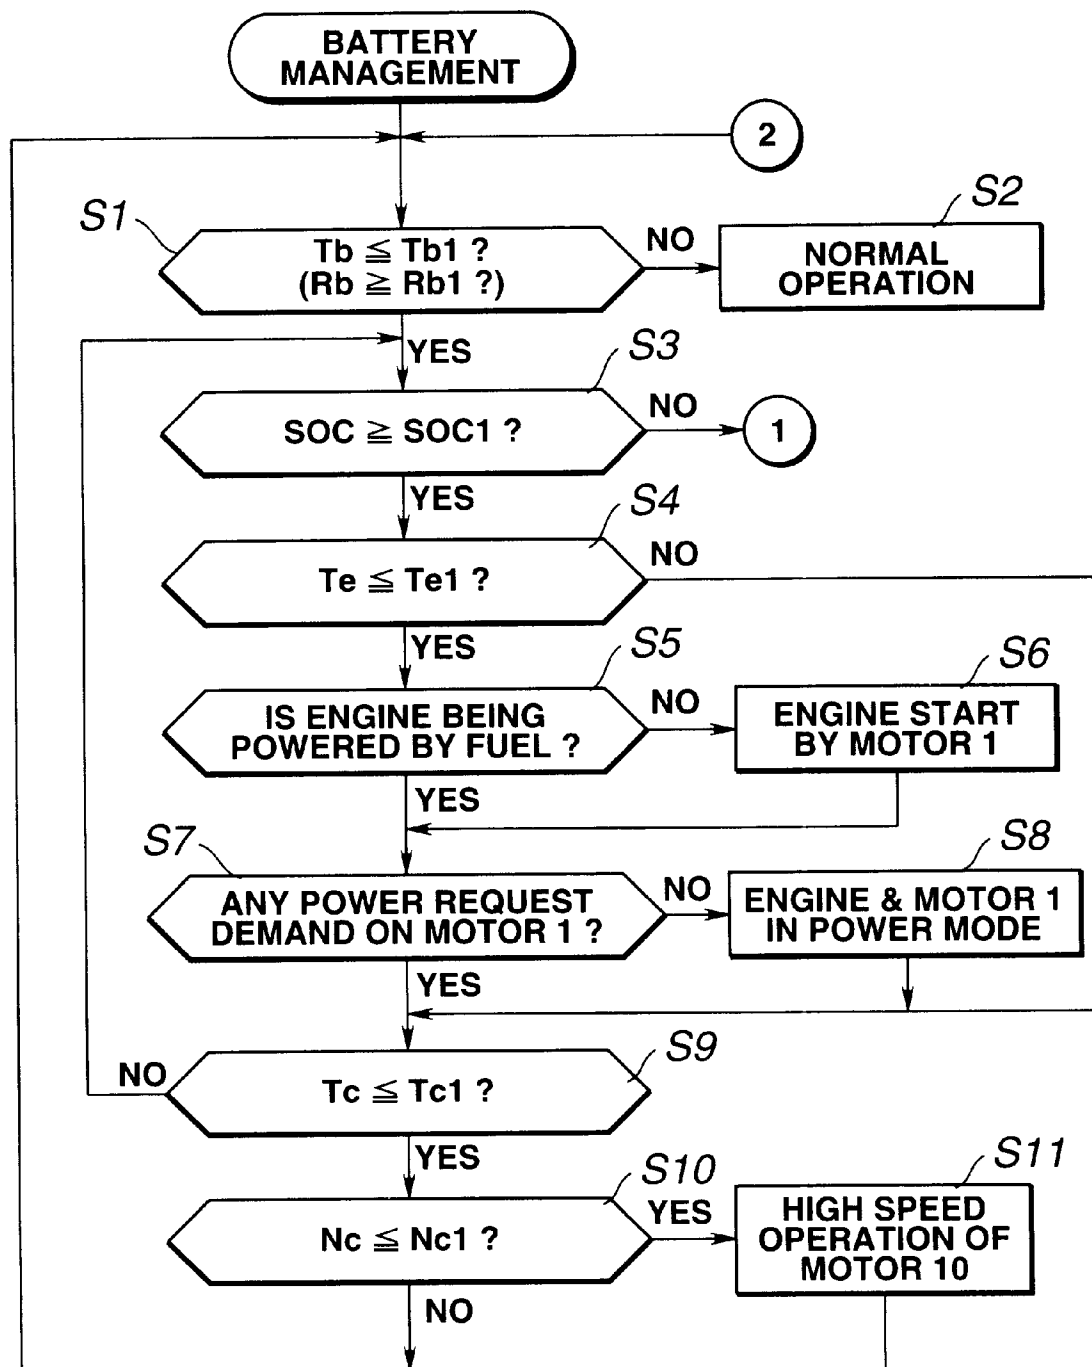 BATTERY
MANAGEMENT
2
S1
Tb ≦ Tb1 ?
(Rb ≧ Rb1 ?)
NO
S2
NORMAL
OPERATION
YES
S3
SOC ≧ SOC1 ?
NO
1
YES
S4
Te ≦ Te1 ?
NO
YES
S5
IS ENGINE BEING
POWERED BY FUEL ?
NO
S6
ENGINE START
BY MOTOR 1
YES
S7
ANY POWER REQUEST
DEMAND ON MOTOR 1 ?
NO
S8
ENGINE & MOTOR 1
IN POWER MODE
YES
S9
NO
Tc ≦ Tc1 ?
YES
S10
Nc ≦ Nc1 ?
YES
S11
HIGH SPEED
OPERATION OF
MOTOR 10
NO